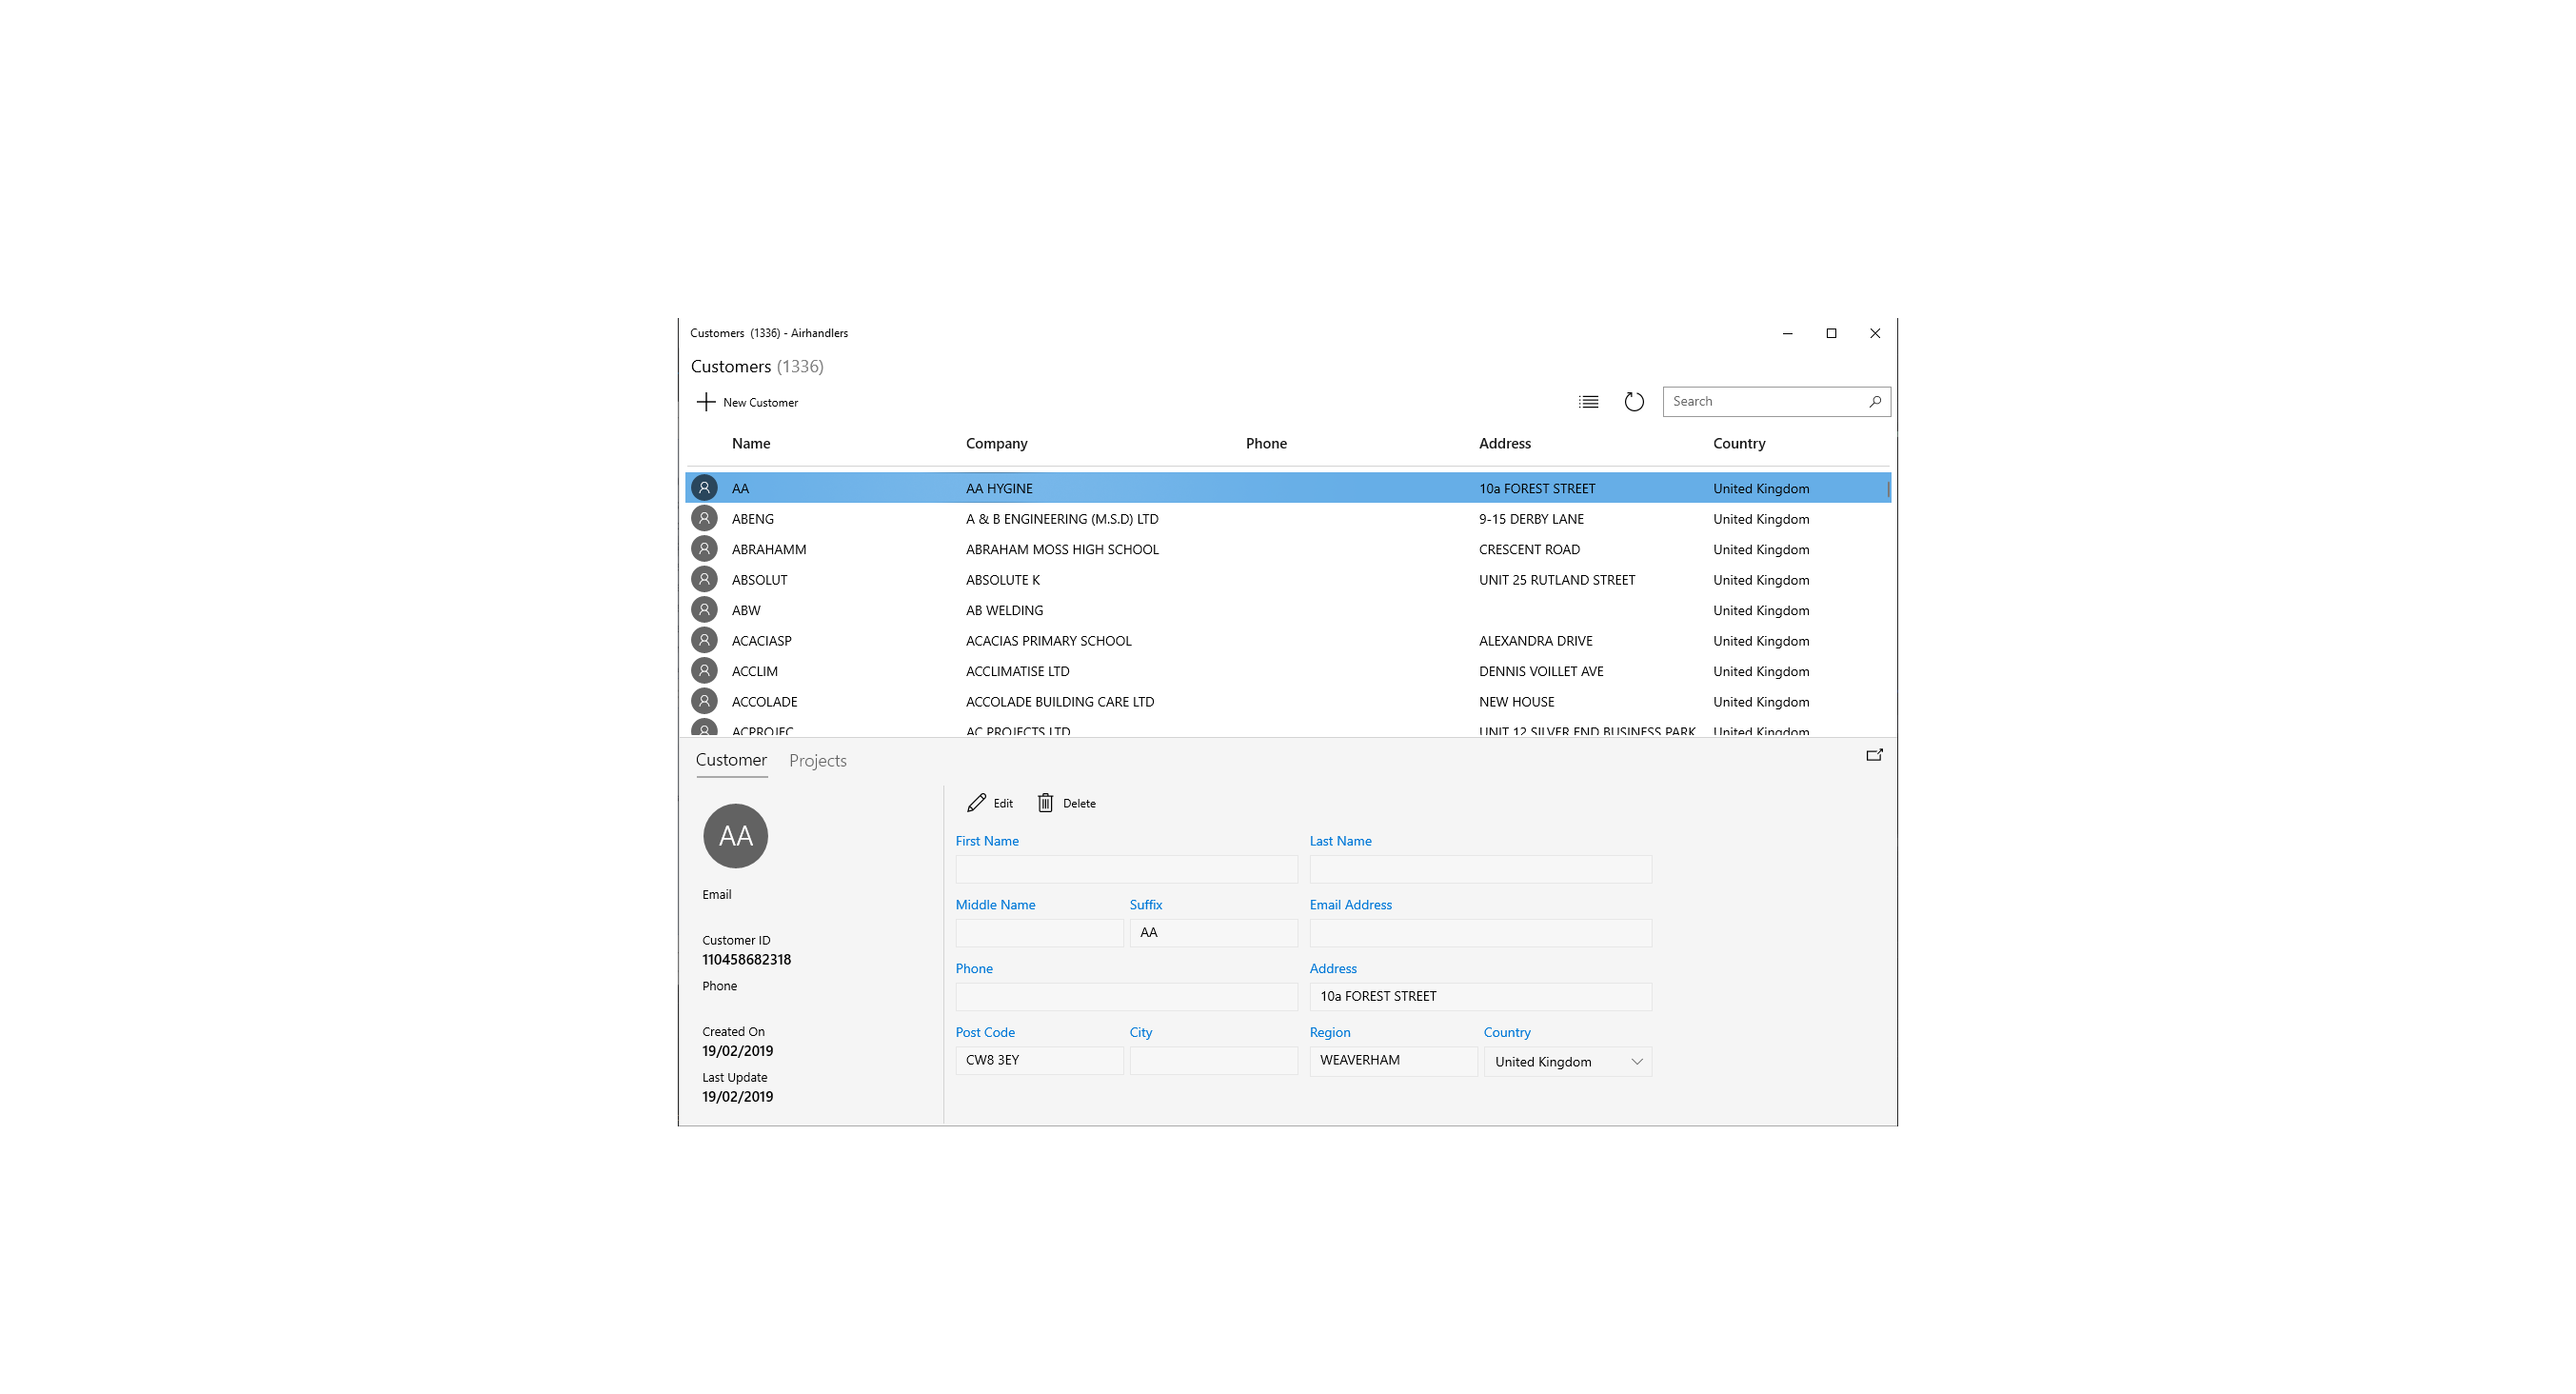 Customers (1336) - Airhandlers
Customers (1336)
New Customer
Search
Name Company Phone Address Country
AA AA HYGINE 10a FOREST STREET United Kingdom
ABENG A & B ENGINEERING (M.S.D) LTD 9-15 DERBY LANE United Kingdom
ABRAHAMM ABRAHAM MOSS HIGH SCHOOL CRESCENT ROAD United Kingdom
ABSOLUT ABSOLUTE K UNIT 25 RUTLAND STREET United Kingdom
ABW AB WELDING United Kingdom
ACACIASP ACACIAS PRIMARY SCHOOL ALEXANDRA DRIVE United Kingdom
ACCLIM ACCLIMATISE LTD DENNIS VOILLET AVE United Kingdom
ACCOLADE ACCOLADE BUILDING CARE LTD NEW HOUSE United Kingdom
ACPROJEC AC PROJECTS LTD UNIT 12 SILVER END BUSINESS PARK United Kingdom
Customer Projects
AA
Email
Customer ID
110458682318
Phone
Created On
19/02/2019
Last Update
19/02/2019
Edit Delete
First Name Last Name
Middle Name Suffix Email Address
AA
Phone Address
10a FOREST STREET
Post Code City Region Country
CW8 3EY WEAVERHAM United Kingdom